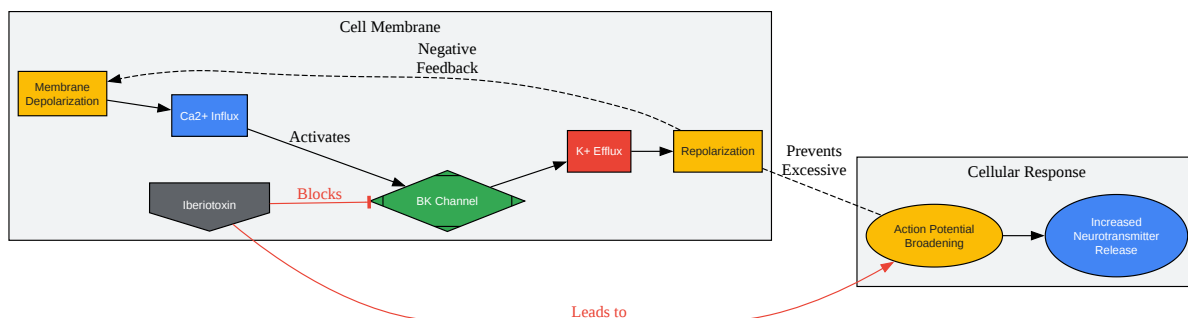 Cell Membrane
Negative
Feedback
Membrane
Depolarization
Ca2+ Influx
Activates
K+ Efflux
Repolarization
Prevents
Excessive
Cellular Response
Iberiotoxin
Blocks
BK Channel
Action Potential
Broadening
Increased
Neurotransmitter
Release
Leads to